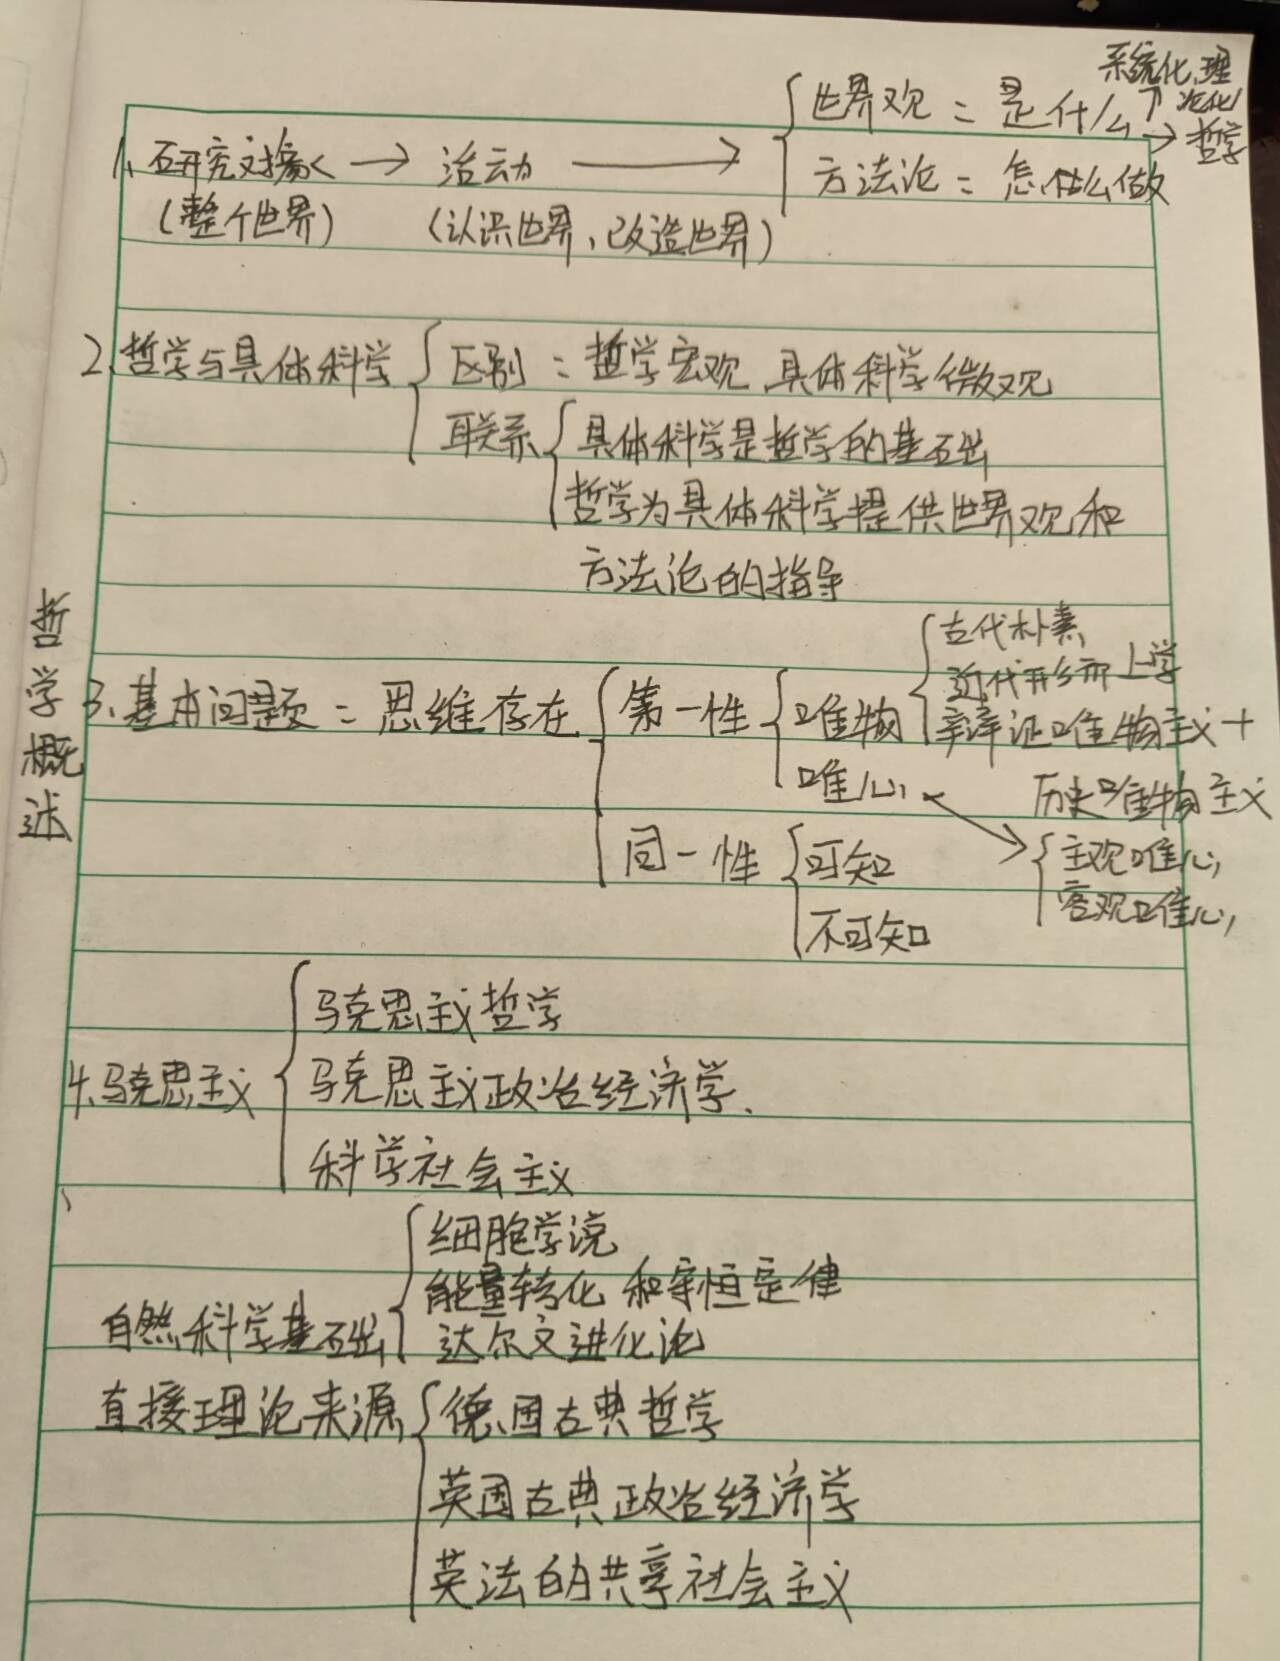 哲学概述
系统化、理
论化
1、研究对象 → 活动 → 世界观 = 是什么 → 哲学
方法论 = 怎么做
(整个世界) (认识世界、改造世界)
2、哲学与具体科学 区别 = 哲学宏观 具体科学微观
联系 具体科学是哲学的基础
哲学为具体科学提供世界观和
方法论的指导
3、基本问题 = 思维存在 第一性 唯物 古代朴素
近代形而上学
辩证唯物主义 +
历史唯物主义
唯心 → 主观唯心
客观唯心
同一性 可知
不可知
4、马克思主义 马克思主义哲学
马克思主义政治经济学、
科学社会主义
自然科学基础 细胞学说
能量转化和守恒定律
达尔文进化论
直接理论来源 德国古典哲学
英国古典政治经济学
英法的共享社会主义